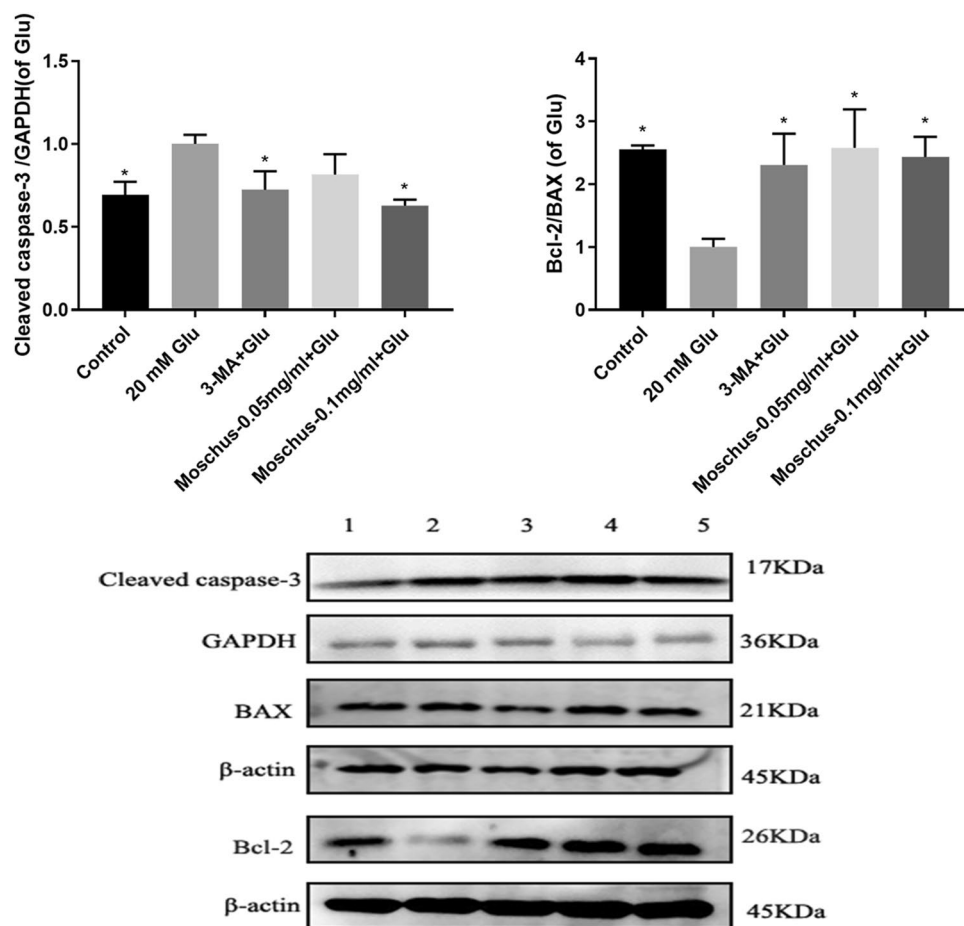 Cleaved caspase-3 /GAPDH(of Glu)
1.5
1.0
0.5
0.0
*
*
*
Control
20 mM Glu
3-MA+Glu
Moschus-0.05mg/ml+Glu
Moschus-0.1mg/ml+Glu
Bcl-2/BAX (of Glu)
4
3
2
1
0
*
*
*
*
Control
20 mM Glu
3-MA+Glu
Moschus-0.05mg/ml+Glu
Moschus-0.1mg/ml+Glu
1 2 3 4 5
Cleaved caspase-3 17KDa
GAPDH 36KDa
BAX 21KDa
β-actin 45KDa
Bcl-2 26KDa
β-actin 45KDa